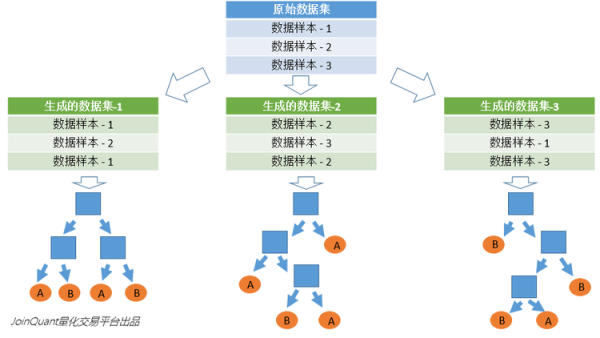 原始数据集
数据样本 - 1
数据样本 - 2
数据样本 - 3
生成的数据集-1
数据样本 - 1
数据样本 - 2
数据样本 - 1
生成的数据集-2
数据样本 - 2
数据样本 - 3
数据样本 - 2
生成的数据集-3
数据样本 - 3
数据样本 - 1
数据样本 - 3
A B A B
A
A
B A
B
B
B A
JoinQuant量化交易平台出品